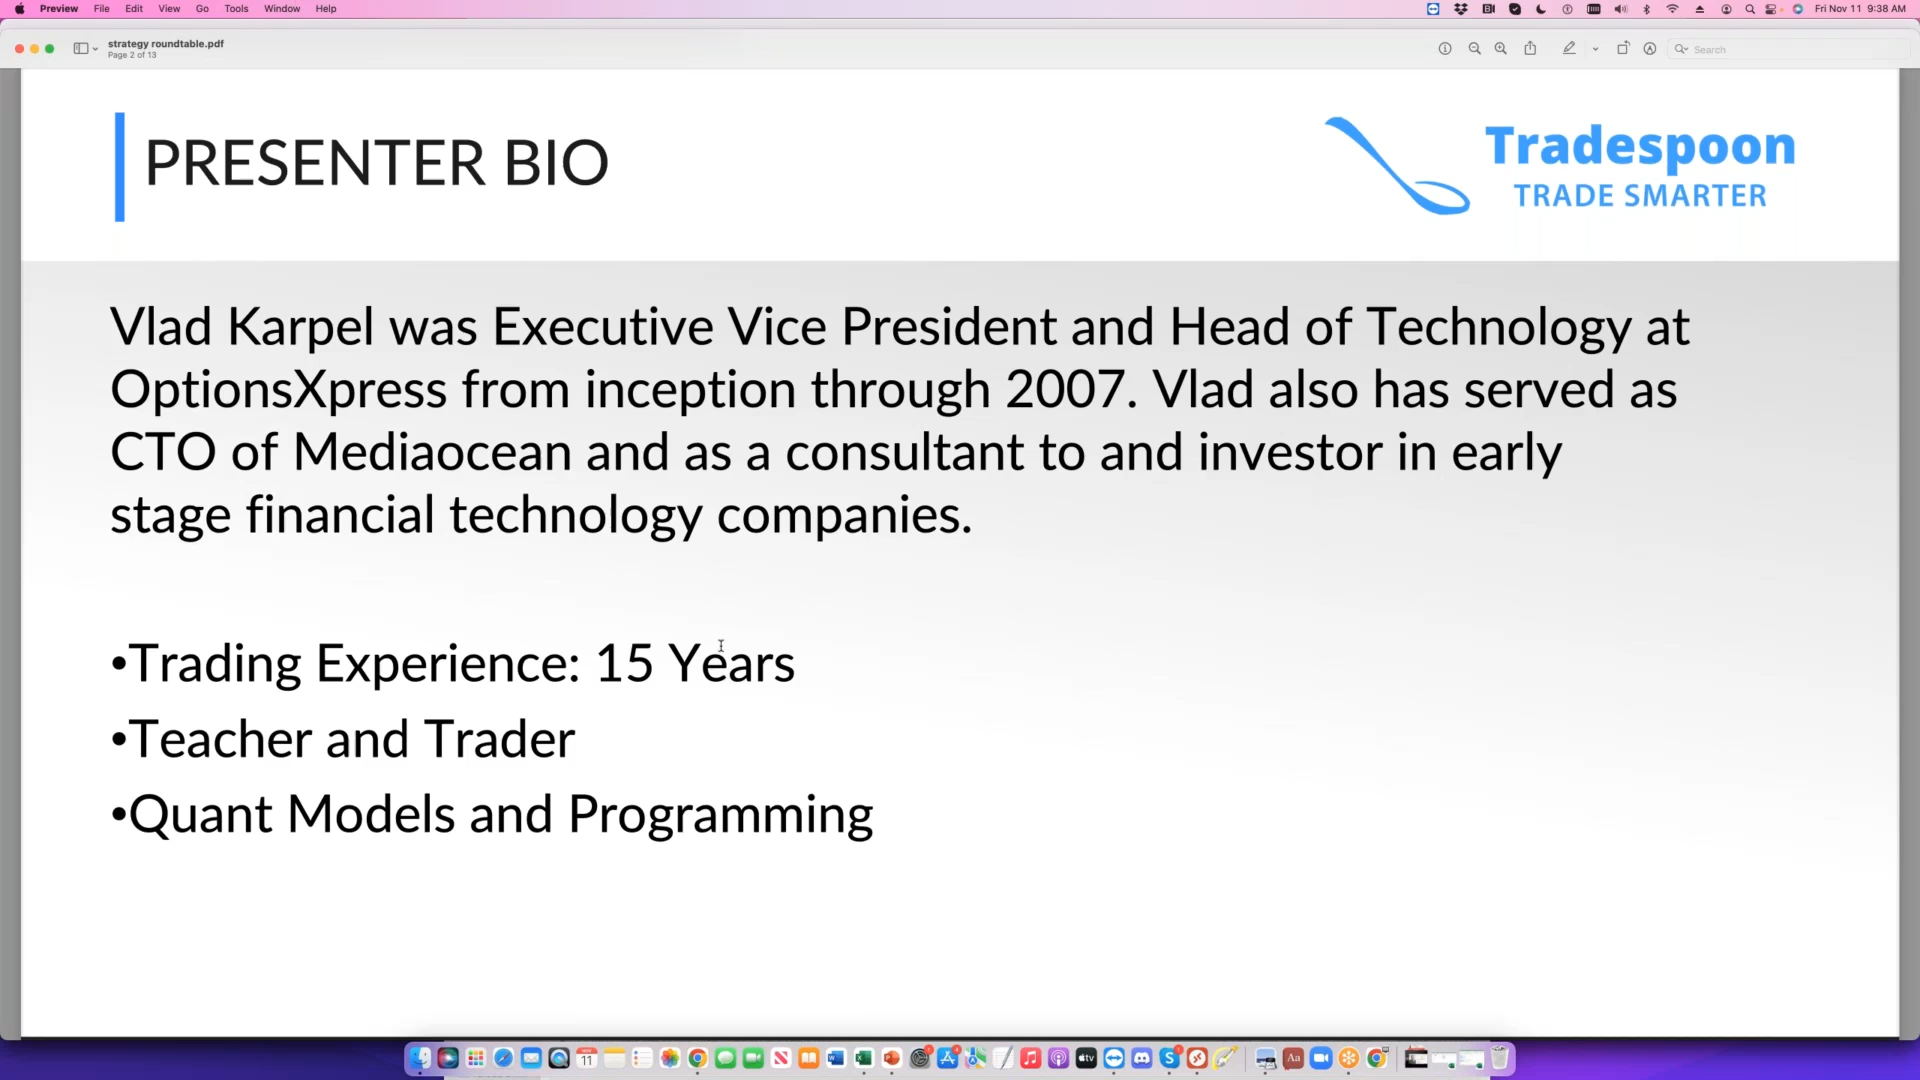 Preview File Edit View Go Tools Window Help Fri Nov 11 9:38 AM
strategy roundtable.pdf
Page 2 of 13
Search
PRESENTER BIO
Tradespoon
TRADE SMARTER
Vlad Karpel was Executive Vice President and Head of Technology at
OptionsXpress from inception through 2007. Vlad also has served as
CTO of Mediaocean and as a consultant to and investor in early
stage financial technology companies.
•Trading Experience: 15 Years
•Teacher and Trader
•Quant Models and Programming